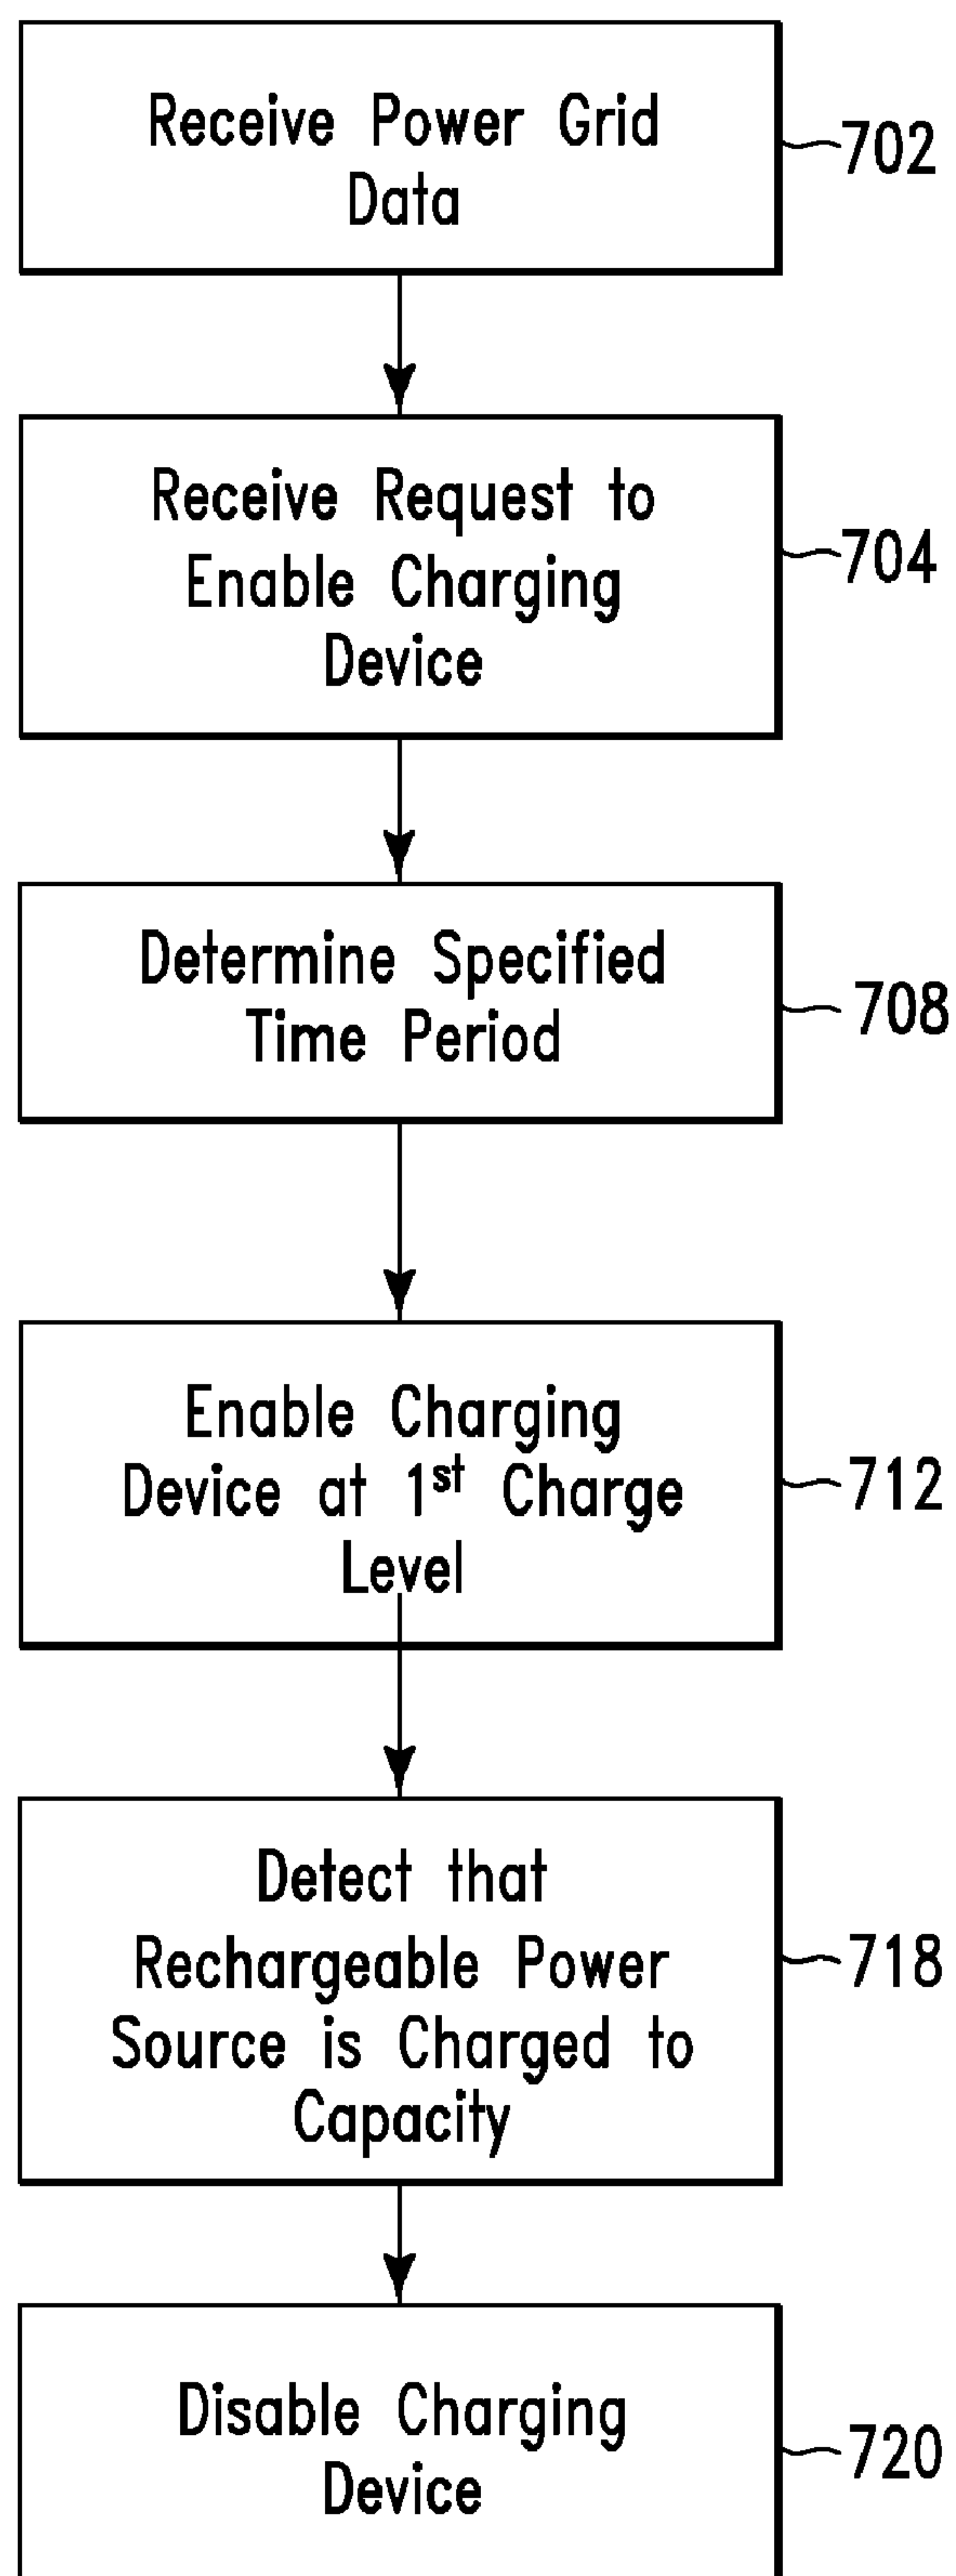 Receive Power Grid
Data
702
Receive Request to
Enable Charging
Device
704
Determine Specified
Time Period
708
Enable Charging
Device at 1st Charge
Level
712
Detect that
Rechargeable Power
Source is Charged to
Capacity
718
Disable Charging
Device
720